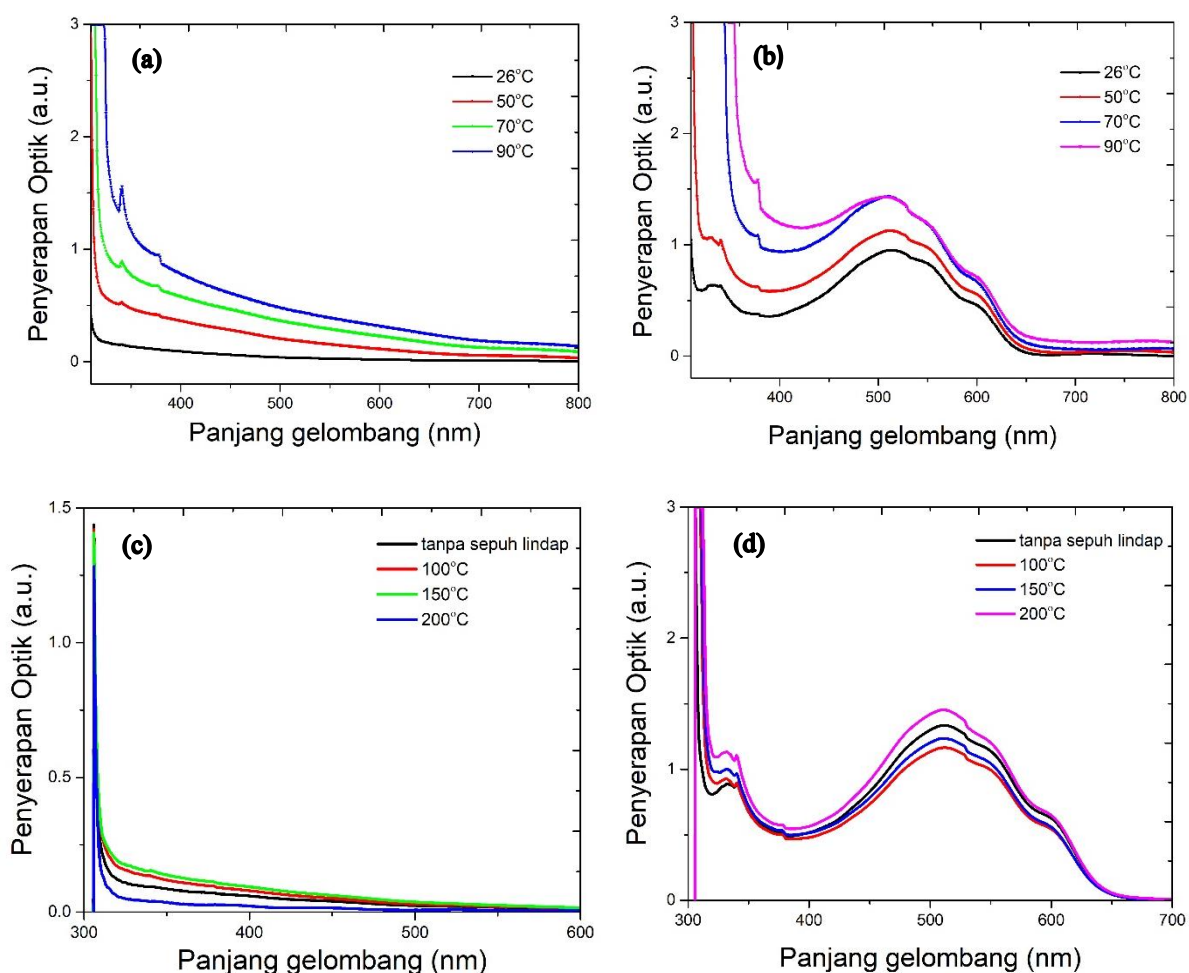 (a)
3
2
1
0
26°C
50°C
70°C
90°C
Penyerapan Optik (a.u.)
400
500
600
700
800
Panjang gelombang (nm)
(b)
3
2
1
0
26°C
50°C
70°C
90°C
Penyerapan Optik (a.u.)
400
500
600
700
800
Panjang gelombang (nm)
(c)
1.5
1.0
0.5
0.0
tanpa sepuh lindap
100°C
150°C
200°C
Penyerapan Optik (a.u.)
300
400
500
600
Panjang gelombang (nm)
(d)
3
2
1
0
tanpa sepuh lindap
100°C
150°C
200°C
Penyerapan Optik (a.u.)
300
400
500
600
700
Panjang gelombang (nm)